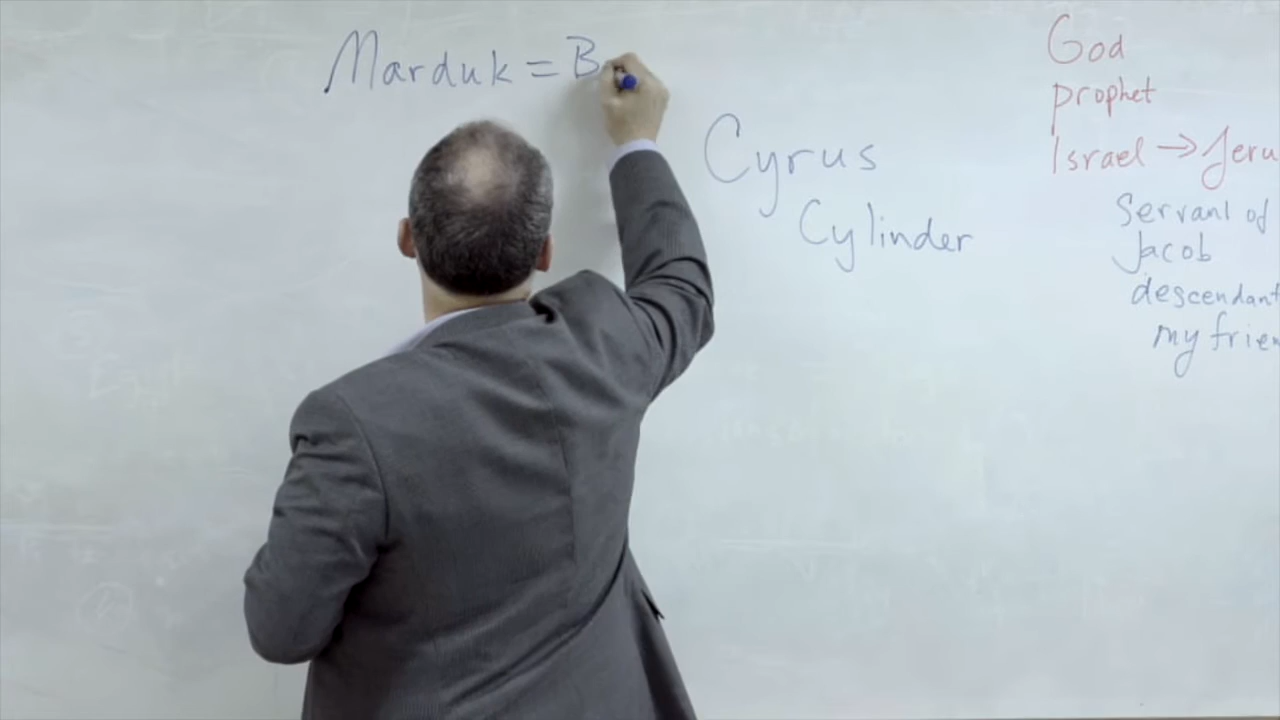 Marduk = B
Cyrus
Cylinder
God
prophet
Israel → Jeru
Servant of
Jacob
descendant
my frien